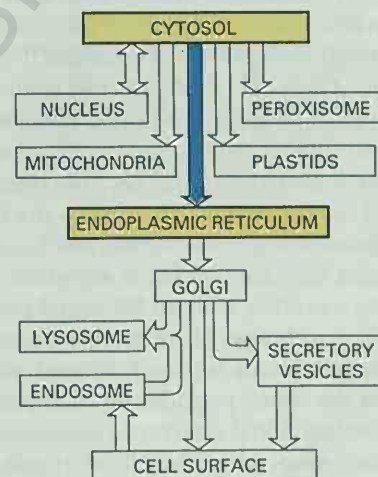 CYTOSOL
NUCLEUS
PEROXISOME
MITOCHONDRIA
PLASTIDS
ENDOPLASMIC RETICULUM
GOLGI
LYSOSOME
SECRETORY
VESICLES
ENDOSOME
CELL SURFACE